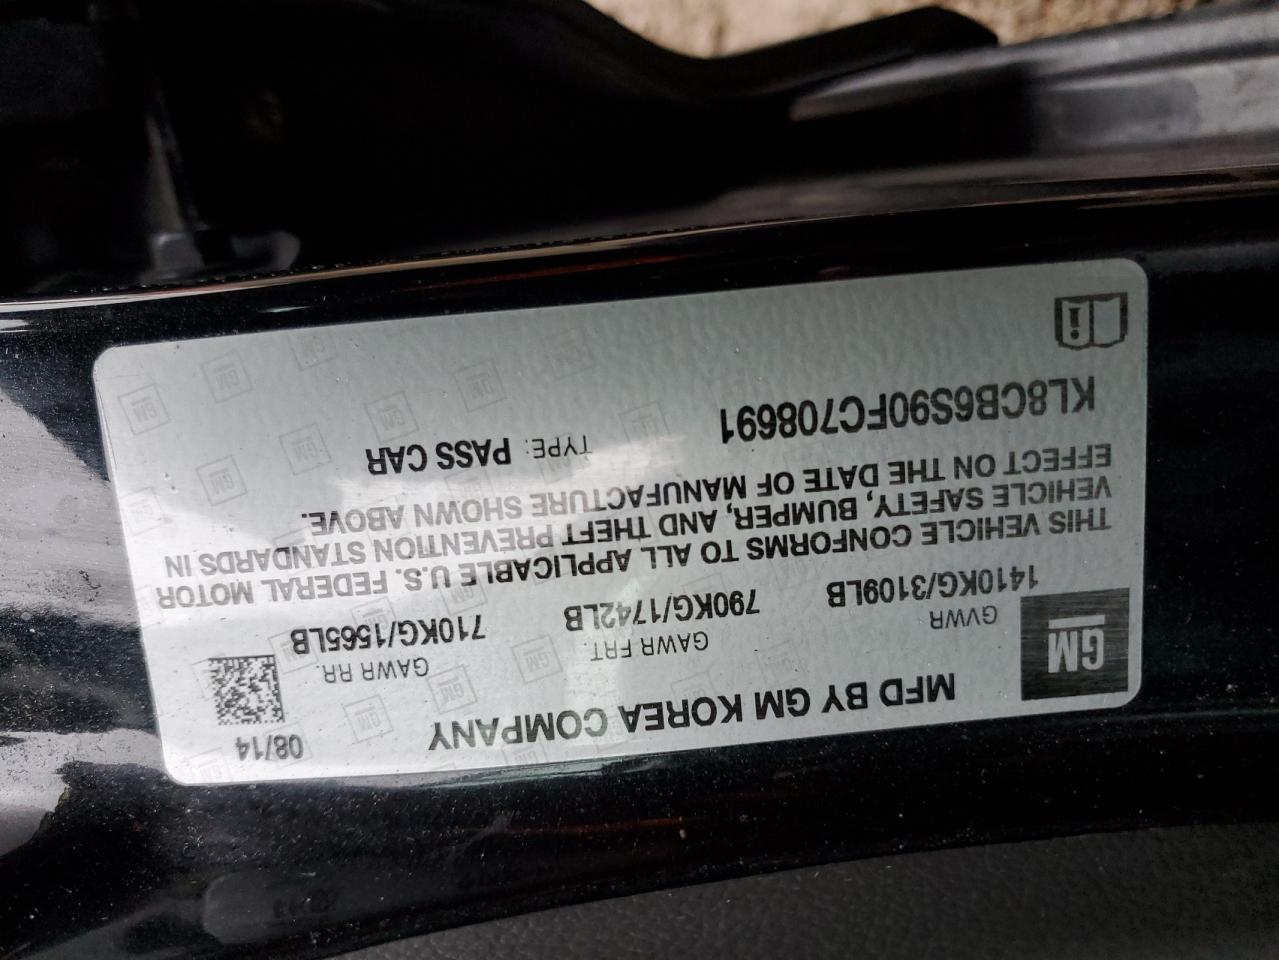 MFD BY GM KOREA COMPANY
08/14
GM
GVWR
GAWR FRT.
GAWR RR.
1410KG/3109LB
790KG/1742LB
710KG/1565LB
THIS VEHICLE CONFORMS TO ALL APPLICABLE U.S. FEDERAL MOTOR
VEHICLE SAFETY, BUMPER, AND THEFT PREVENTION STANDARDS IN
EFFECT ON THE DATE OF MANUFACTURE SHOWN ABOVE.
KL8CB6S90FC708691
TYPE: PASS CAR